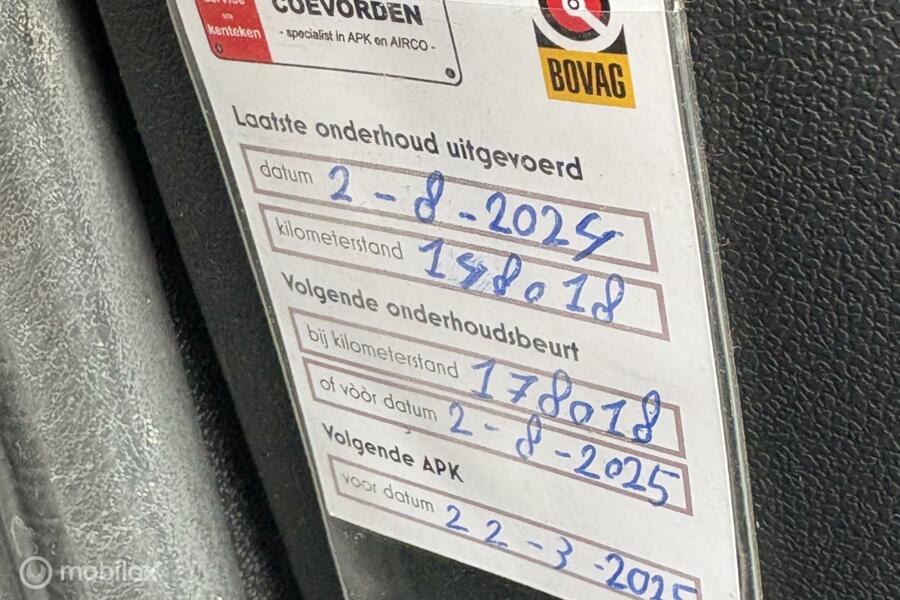 service
kenteken
COEVORDEN
- specialist in APK en AIRCO -
BOVAG
Laatste onderhoud uitgevoerd
datum 2-8-2024
kilometerstand 148018
Volgende onderhoudsbeurt
bij kilometerstand 178018
of vòòr datum 2-8-2025
Volgende APK
voor datum 22-3-2025
mobilox